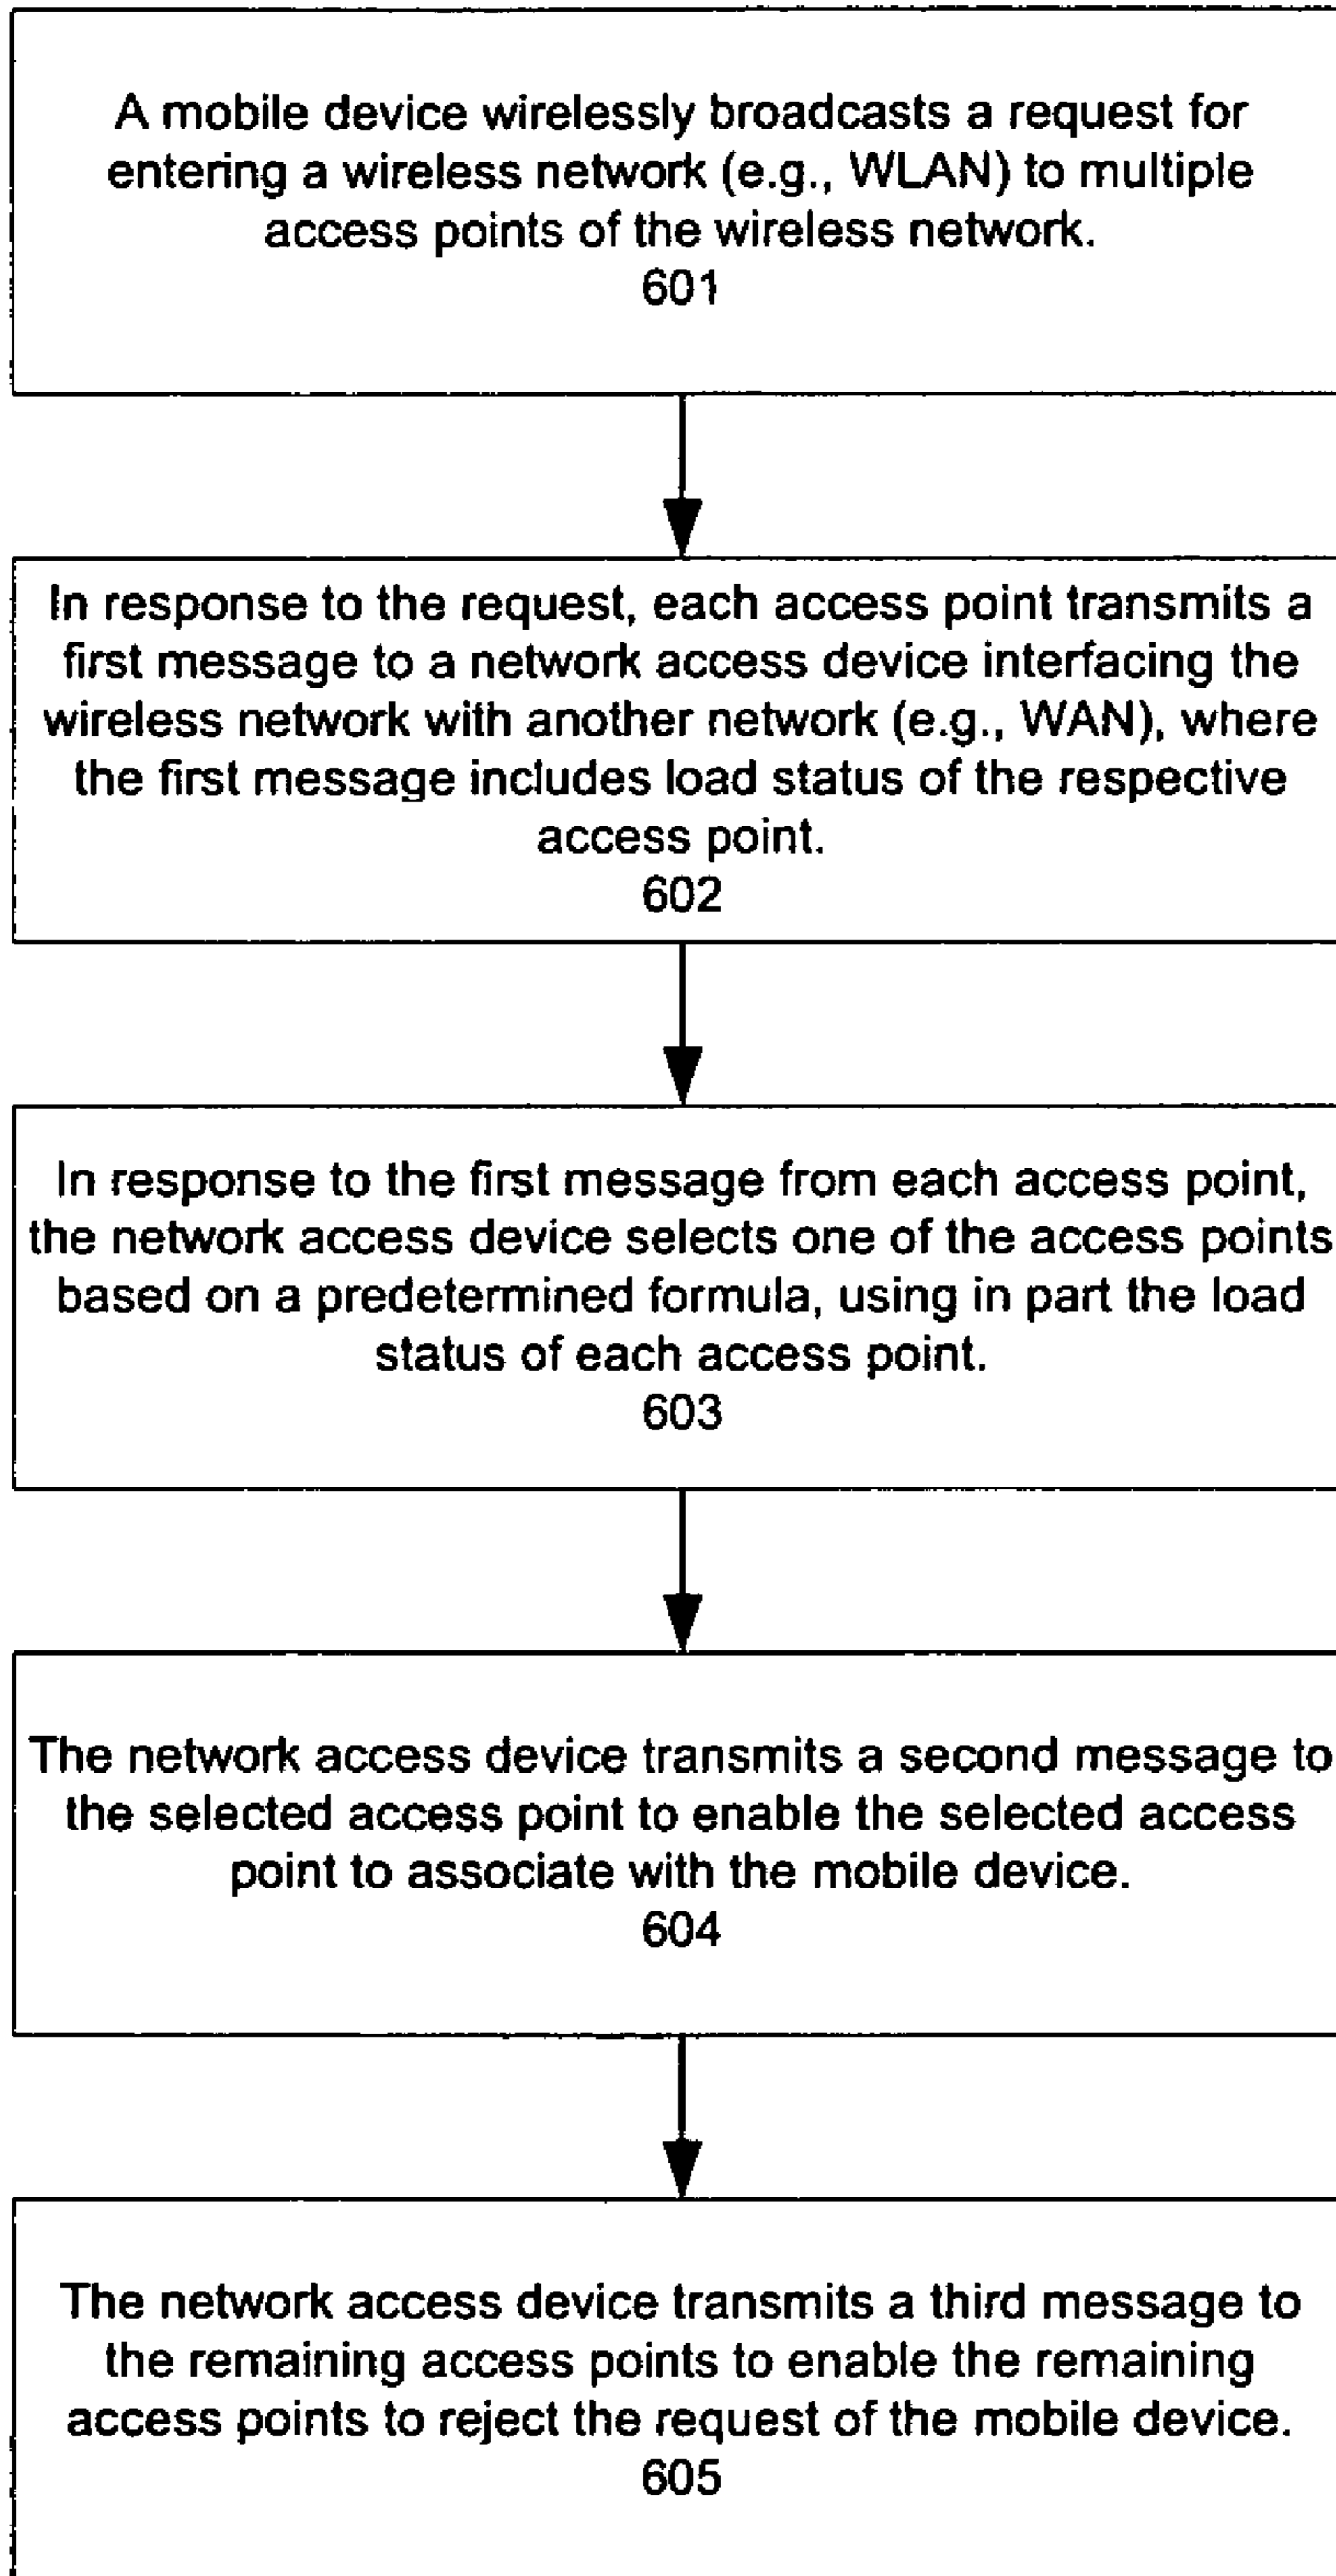 A mobile device wirelessly broadcasts a request for
entering a wireless network (e.g., WLAN) to multiple
access points of the wireless network.
601
In response to the request, each access point transmits a
first message to a network access device interfacing the
wireless network with another network (e.g., WAN), where
the first message includes load status of the respective
access point.
602
In response to the first message from each access point,
the network access device selects one of the access points
based on a predetermined formula, using in part the load
status of each access point.
603
The network access device transmits a second message to
the selected access point to enable the selected access
point to associate with the mobile device.
604
The network access device transmits a third message to
the remaining access points to enable the remaining
access points to reject the request of the mobile device.
605